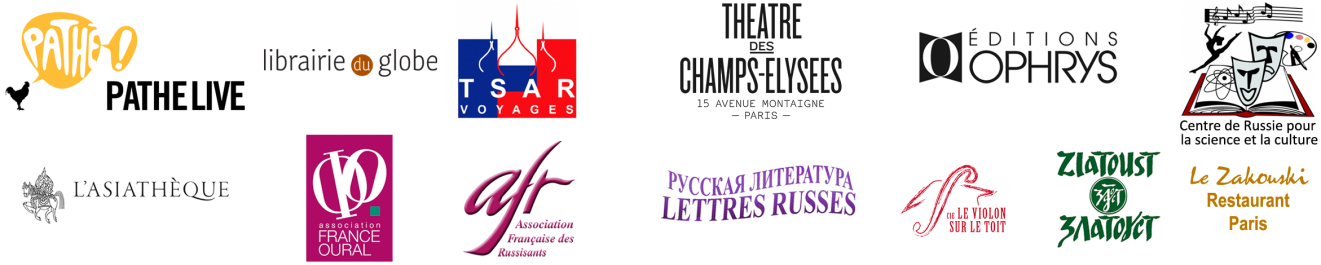 PATHE!
PATHE LIVE
librairie du globe
TSAR
VOYAGES
THEATRE
DES
CHAMPS-ELYSEES
15 AVENUE MONTAIGNE
— PARIS —
ÉDITIONS
OPHRYS
Centre de Russie pour
la science et la culture
L'ASIATHÈQUE
association
FRANCE
OURAL
afr
Association
Française des
Russisants
РУССКАЯ ЛИТЕРАТУРА
LETTRES RUSSES
CIE LE VIOLON
SUR LE TOIT
ZLATOUST
ЗЛАТОУСТ
Le Zakouski
Restaurant
Paris